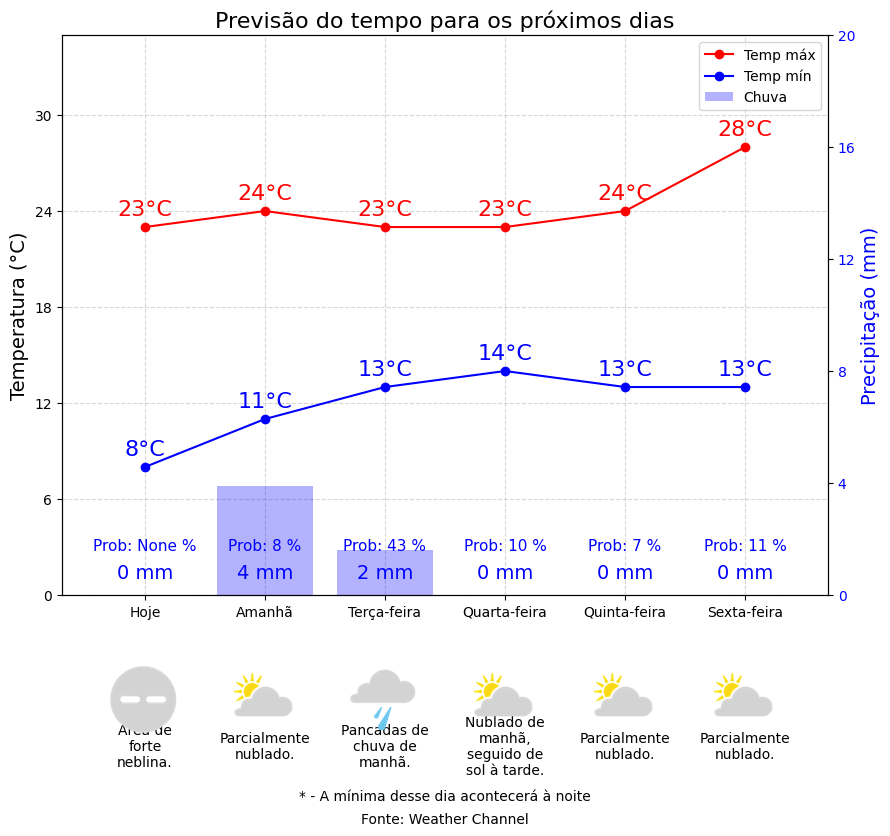 Previsão do tempo para os próximos dias
Temp máx
Temp mín
Chuva
Temperatura (°C)
Precipitação (mm)
30
24
18
12
6
0
20
16
12
8
4
0
23°C
24°C
23°C
23°C
24°C
28°C
8°C
11°C
13°C
14°C
13°C
13°C
Prob: None %
Prob: 8 %
Prob: 43 %
Prob: 10 %
Prob: 7 %
Prob: 11 %
0 mm
4 mm
2 mm
0 mm
0 mm
0 mm
Hoje
Amanhã
Terça-feira
Quarta-feira
Quinta-feira
Sexta-feira
Área de
forte
neblina.
Parcialmente
nublado.
Pancadas de
chuva de
manhã.
Nublado de
manhã,
seguido de
sol à tarde.
Parcialmente
nublado.
Parcialmente
nublado.
* - A mínima desse dia acontecerá à noite
Fonte: Weather Channel